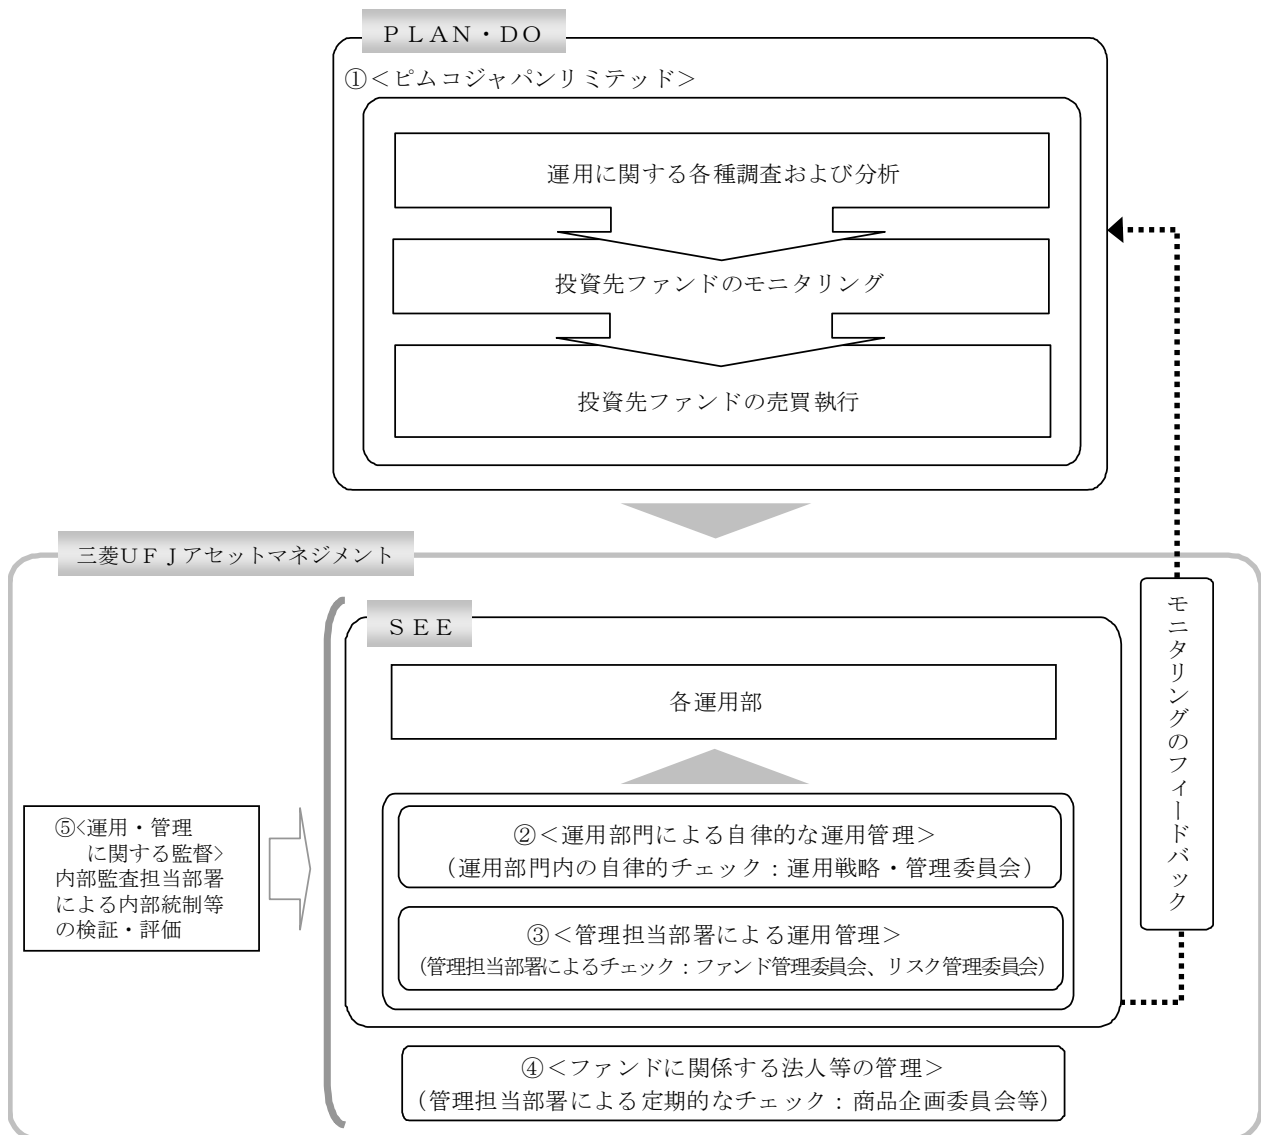 ＰＬＡＮ・ＤＯ
①＜ピムコジャパンリミテッド＞
運用に関する各種調査および分析
投資先ファンドのモニタリング
投資先ファンドの売買執行
三菱ＵＦＪアセットマネジメント
ＳＥＥ
各運用部
②＜運用部門による自律的な運用管理＞
（運用部門内の自律的チェック：運用戦略・管理委員会）
③＜管理担当部署による運用管理＞
（管理担当部署によるチェック：ファンド管理委員会、リスク管理委員会）
④＜ファンドに関係する法人等の管理＞
（管理担当部署による定期的なチェック：商品企画委員会等）
⑤<運用・管理
に関する監督>
内部監査担当部署
による内部統制等
の検証・評価
モニタリングのフィードバック